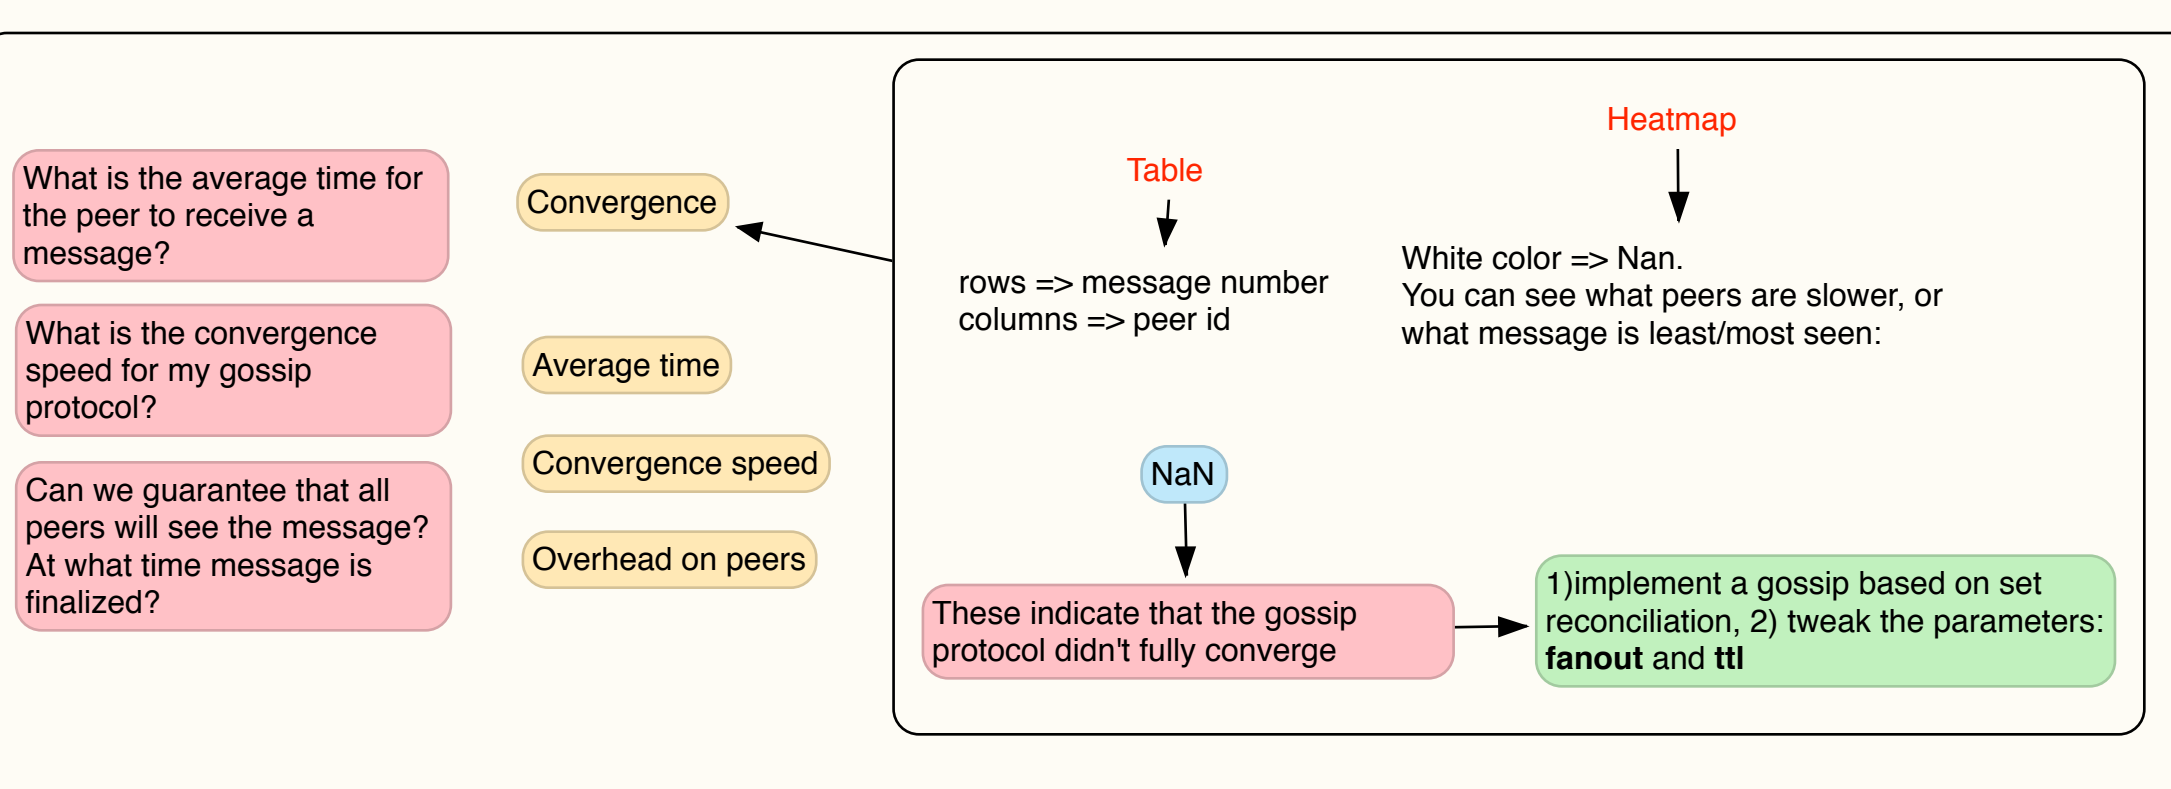 What is the average time for
the peer to receive a
message?
What is the convergence
speed for my gossip
protocol?
Can we guarantee that all
peers will see the message?
At what time message is
finalized?
Convergence
Average time
Convergence speed
Overhead on peers
Table
rows => message number
columns => peer id
Heatmap
White color => Nan.
You can see what peers are slower, or
what message is least/most seen:
NaN
These indicate that the gossip
protocol didn't fully converge
1)implement a gossip based on set
reconciliation, 2) tweak the parameters:
fanout and ttl